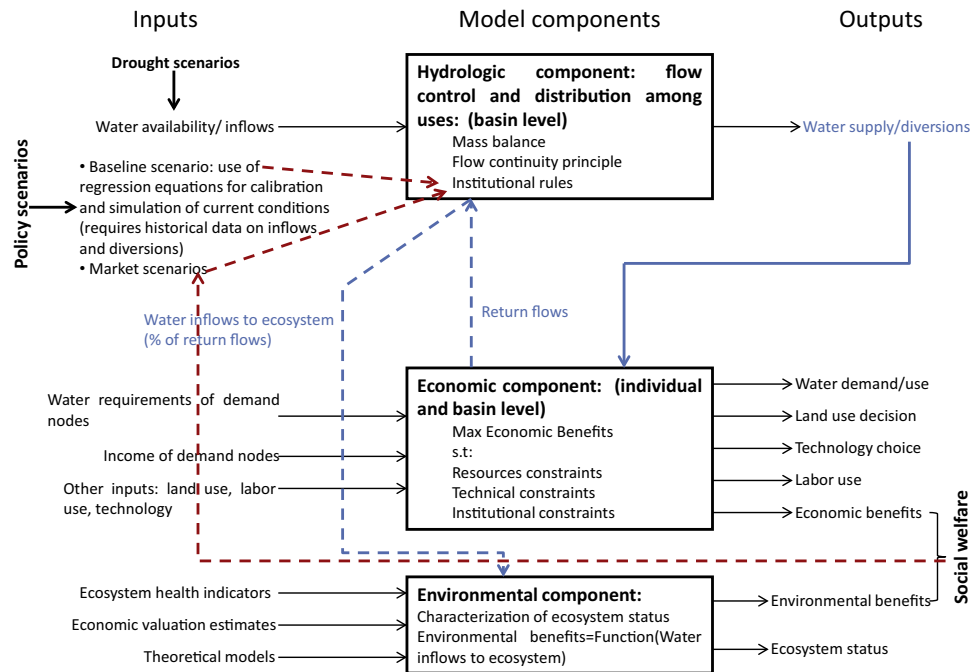 Inputs
Model components
Outputs
Drought scenarios
Water availability/ inflows
Policy scenarios
• Baseline scenario: use of
regression equations for calibration
and simulation of current conditions
(requires historical data on inflows
and diversions)
• Market scenarios
Hydrologic component: flow
control and distribution among
uses: (basin level)
Mass balance
Flow continuity principle
Institutional rules
Water supply/diversions
Water inflows to ecosystem
(% of return flows)
Return flows
Water requirements of demand
nodes
Income of demand nodes
Other inputs: land use, labor
use, technology
Economic component: (individual
and basin level)
Max Economic Benefits
s.t:
Resources constraints
Technical constraints
Institutional constraints
Water demand/use
Land use decision
Technology choice
Labor use
Economic benefits
Social welfare
Ecosystem health indicators
Economic valuation estimates
Theoretical models
Environmental component:
Characterization of ecosystem status
Environmental benefits=Function(Water
inflows to ecosystem)
Environmental benefits
Ecosystem status